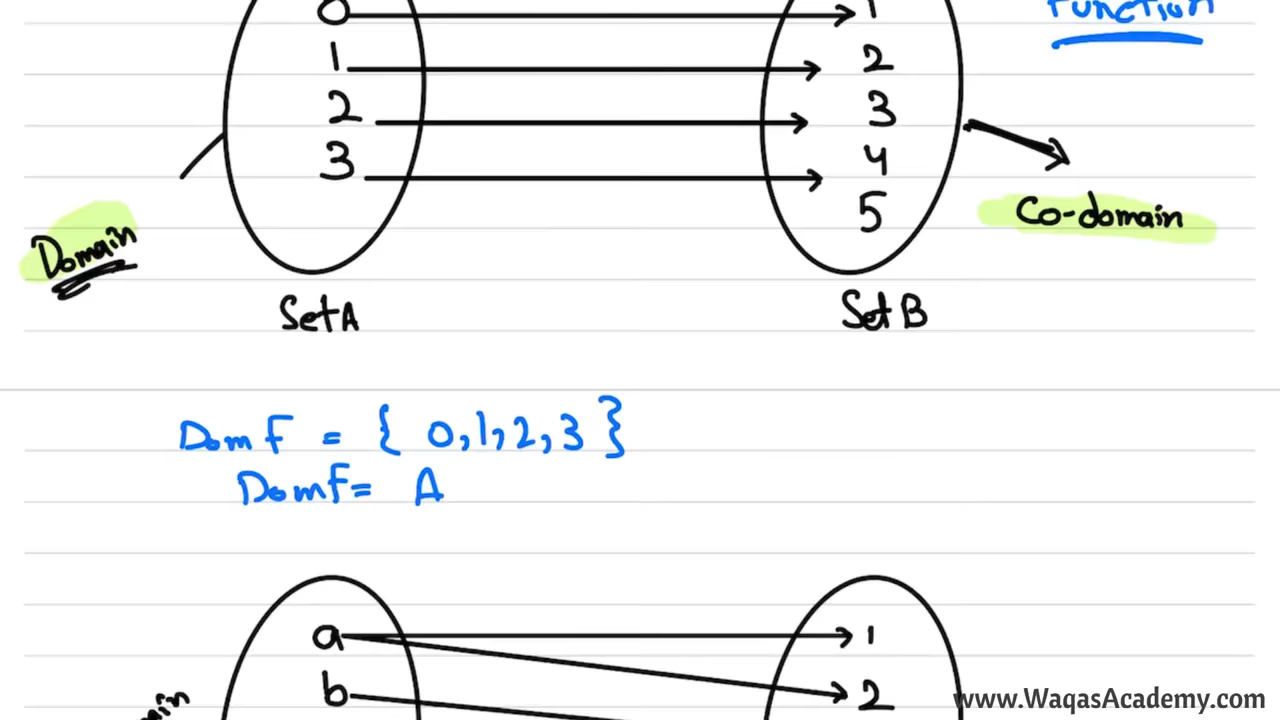 Function
0 1
1 2
2 3
3 4
5
Co-domain
Domain
Set A Set B
Dom F = { 0, 1, 2, 3 }
Dom F = A
a 1
b 2
www.WaqasAcademy.com